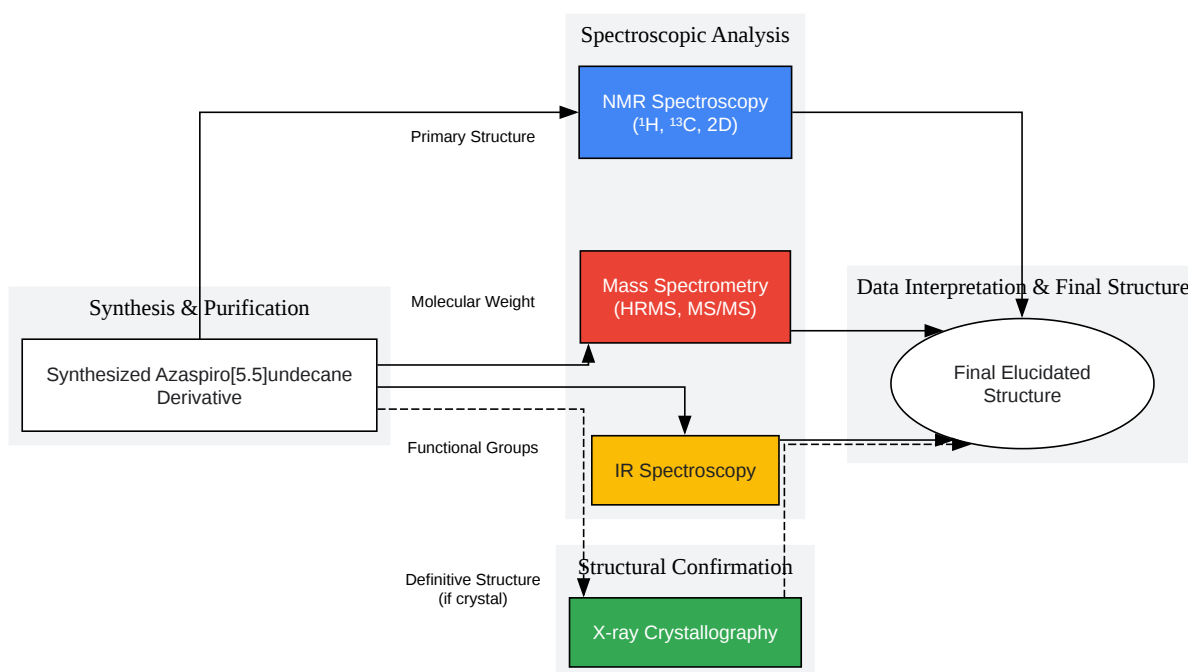 Spectroscopic Analysis
NMR Spectroscopy
(¹H, ¹³C, 2D)
Primary Structure
Mass Spectrometry
(HRMS, MS/MS)
Molecular Weight
Synthesis & Purification
Synthesized Azaspiro[5.5]undecane
Derivative
Data Interpretation & Final Structure
Final Elucidated
Structure
Functional Groups
IR Spectroscopy
Structural Confirmation
Definitive Structure
(if crystal)
X-ray Crystallography